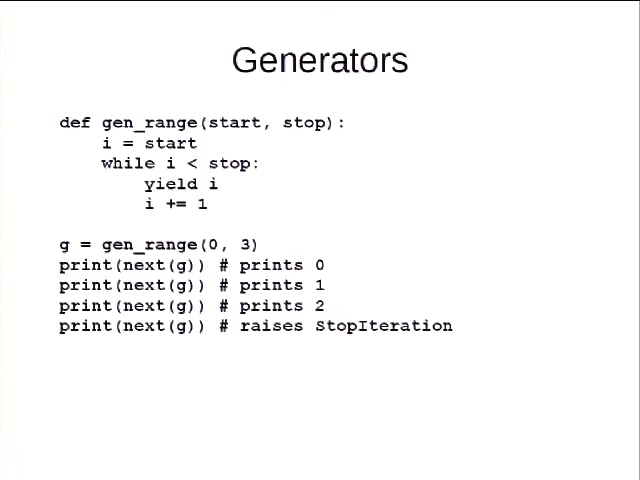 Generators
def gen_range(start, stop):
    i = start
    while i < stop:
        yield i
        i += 1
g = gen_range(0, 3)
print(next(g)) # prints 0
print(next(g)) # prints 1
print(next(g)) # prints 2
print(next(g)) # raises StopIteration